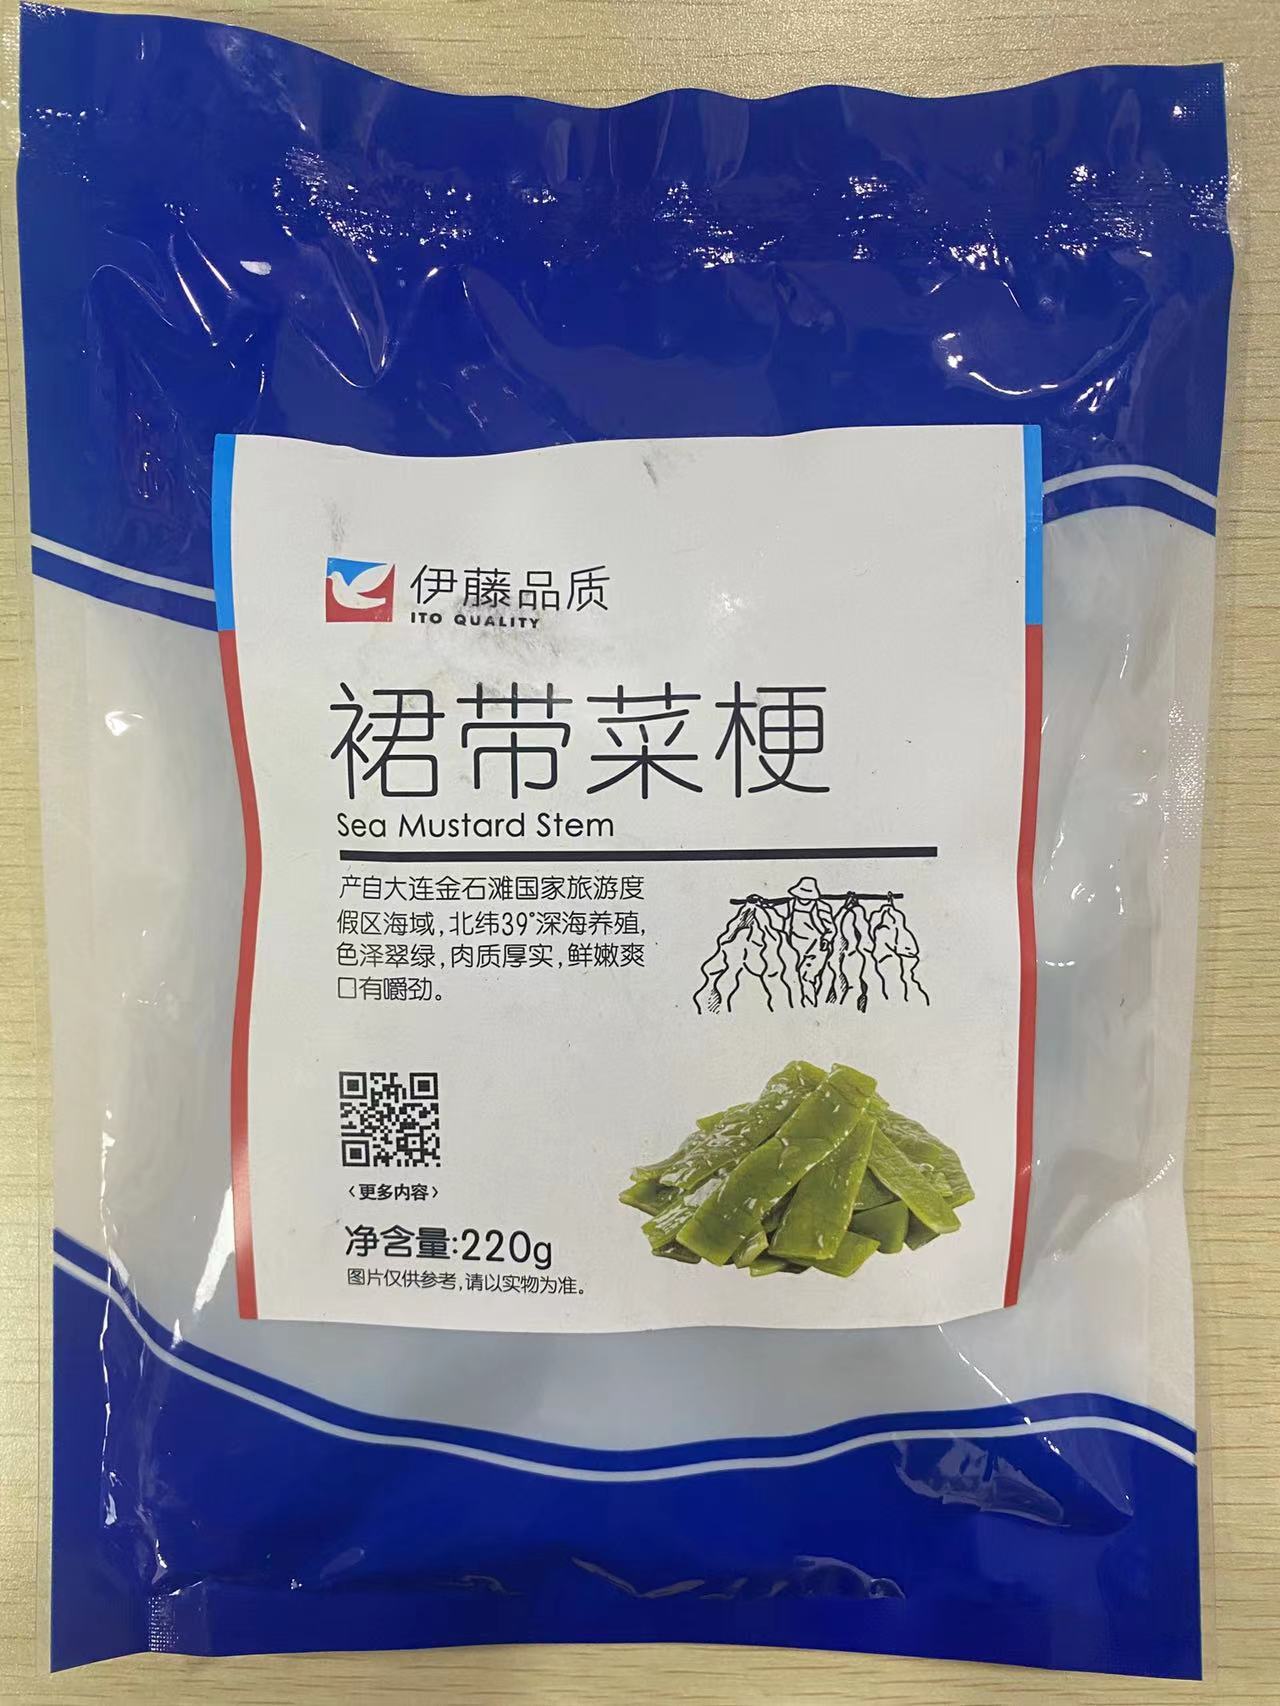 伊藤品质
ITO QUALITY
裙带菜梗
Sea Mustard Stem
产自大连金石滩国家旅游度
假区海域,北纬39°深海养殖,
色泽翠绿,肉质厚实,鲜嫩爽
口有嚼劲。
〈更多内容〉
净含量:220g
图片仅供参考,请以实物为准。